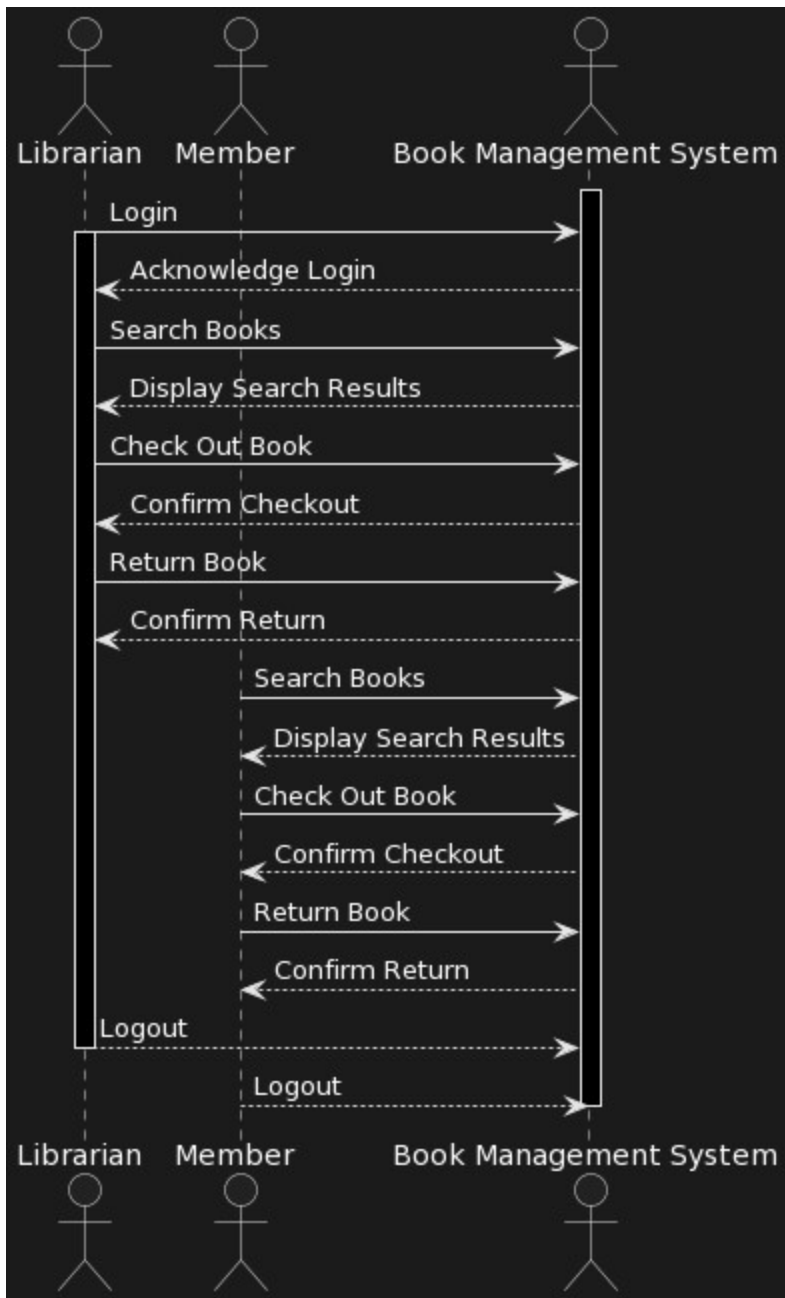 Librarian Member Book Management System
Login
Acknowledge Login
Search Books
Display Search Results
Check Out Book
Confirm Checkout
Return Book
Confirm Return
Search Books
Display Search Results
Check Out Book
Confirm Checkout
Return Book
Confirm Return
Logout
Logout
Librarian Member Book Management System